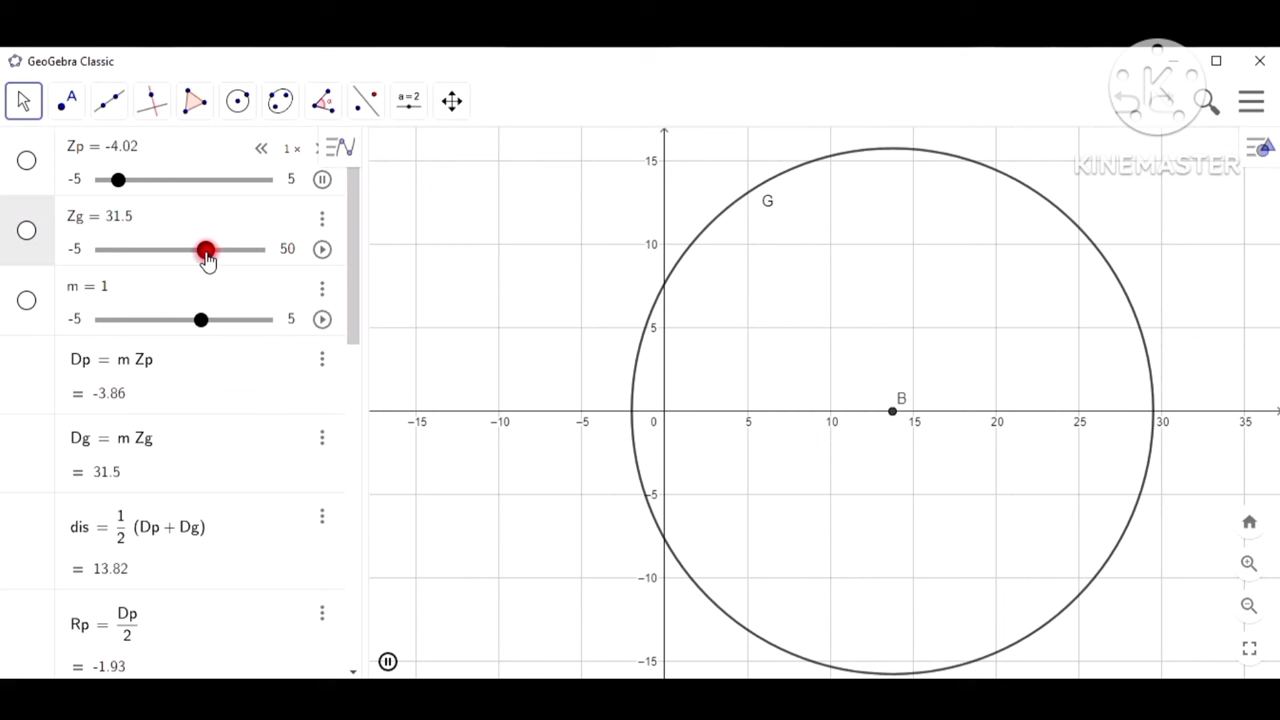 GeoGebra Classic
A
α
a = 2
KINEMASTER
Zp = -4.02
1 ×
-5
5
Zg = 31.5
-5
50
m = 1
-5
5
Dp = m Zp
= -3.86
Dg = m Zg
= 31.5
dis = 1/2 (Dp + Dg)
= 13.82
Rp = Dp/2
= -1.93
G
B
15
10
5
-5
-10
-15
-15 -10 -5 0 5 10 15 20 25 30 35